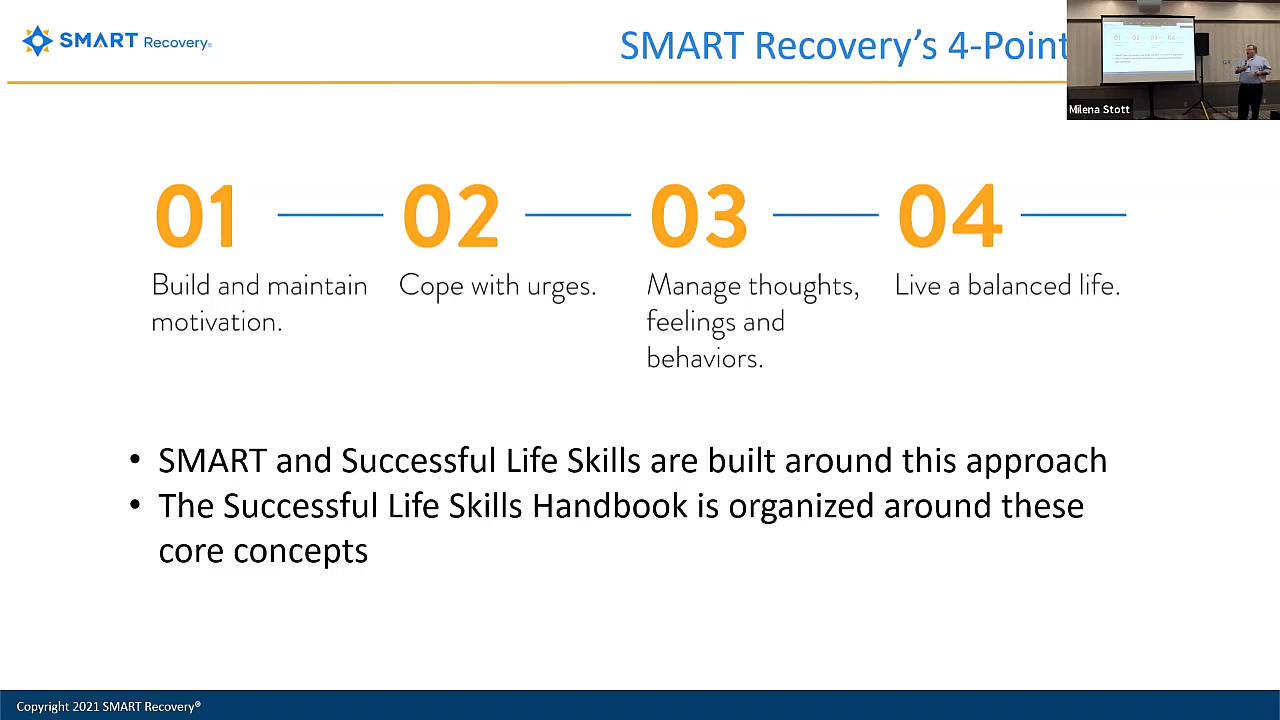 SMART Recovery®
SMART Recovery's 4-Point
Milena Stott
01
02
03
04
Build and maintain
motivation.
Cope with urges.
Manage thoughts,
feelings and
behaviors.
Live a balanced life.
• SMART and Successful Life Skills are built around this approach
• The Successful Life Skills Handbook is organized around these
core concepts
Copyright 2021 SMART Recovery®